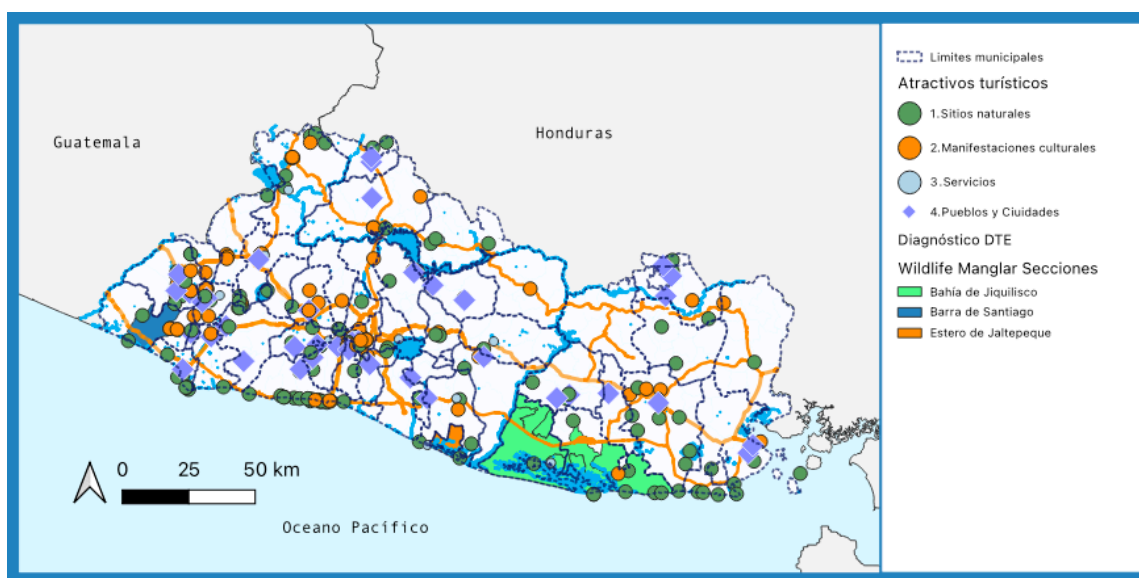 Guatemala
Honduras
0 25 50 km
Oceano Pacífico
Limites municipales
Atractivos turísticos
1.Sitios naturales
2.Manifestaciones culturales
3.Servicios
4.Pueblos y Ciuidades
Diagnóstico DTE
Wildlife Manglar Secciones
Bahía de Jiquilisco
Barra de Santiago
Estero de Jaltepeque